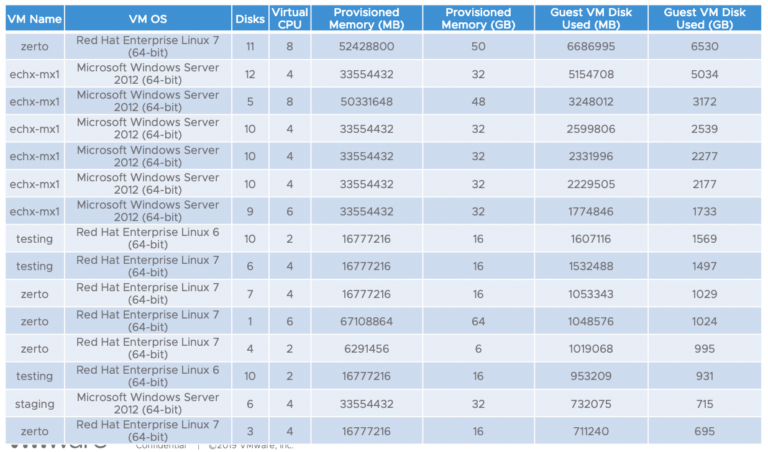 VM Name VM OS Disks Virtual CPU Provisioned Memory (MB) Provisioned Memory (GB) Guest VM Disk Used (MB) Guest VM Disk Used (GB)
zerto Red Hat Enterprise Linux 7 (64-bit) 11 8 52428800 50 6686995 6530
echx-mx1 Microsoft Windows Server 2012 (64-bit) 12 4 33554432 32 5154708 5034
echx-mx1 Microsoft Windows Server 2012 (64-bit) 5 8 50331648 48 3248012 3172
echx-mx1 Microsoft Windows Server 2012 (64-bit) 10 4 33554432 32 2599806 2539
echx-mx1 Microsoft Windows Server 2012 (64-bit) 10 4 33554432 32 2331996 2277
echx-mx1 Microsoft Windows Server 2012 (64-bit) 10 4 33554432 32 2229505 2177
echx-mx1 Microsoft Windows Server 2012 (64-bit) 9 6 33554432 32 1774846 1733
testing Red Hat Enterprise Linux 6 (64-bit) 10 2 16777216 16 1607116 1569
testing Red Hat Enterprise Linux 7 (64-bit) 6 4 16777216 16 1532488 1497
zerto Red Hat Enterprise Linux 7 (64-bit) 7 4 16777216 16 1053343 1029
zerto Red Hat Enterprise Linux 7 (64-bit) 1 6 67108864 64 1048576 1024
zerto Red Hat Enterprise Linux 7 (64-bit) 4 2 6291456 6 1019068 995
testing Red Hat Enterprise Linux 6 (64-bit) 10 2 16777216 16 953209 931
staging Microsoft Windows Server 2012 (64-bit) 6 4 33554432 32 732075 715
zerto Red Hat Enterprise Linux 7 (64-bit) 3 4 16777216 16 711240 695
vmware Confidential | ©2019 VMware, Inc.